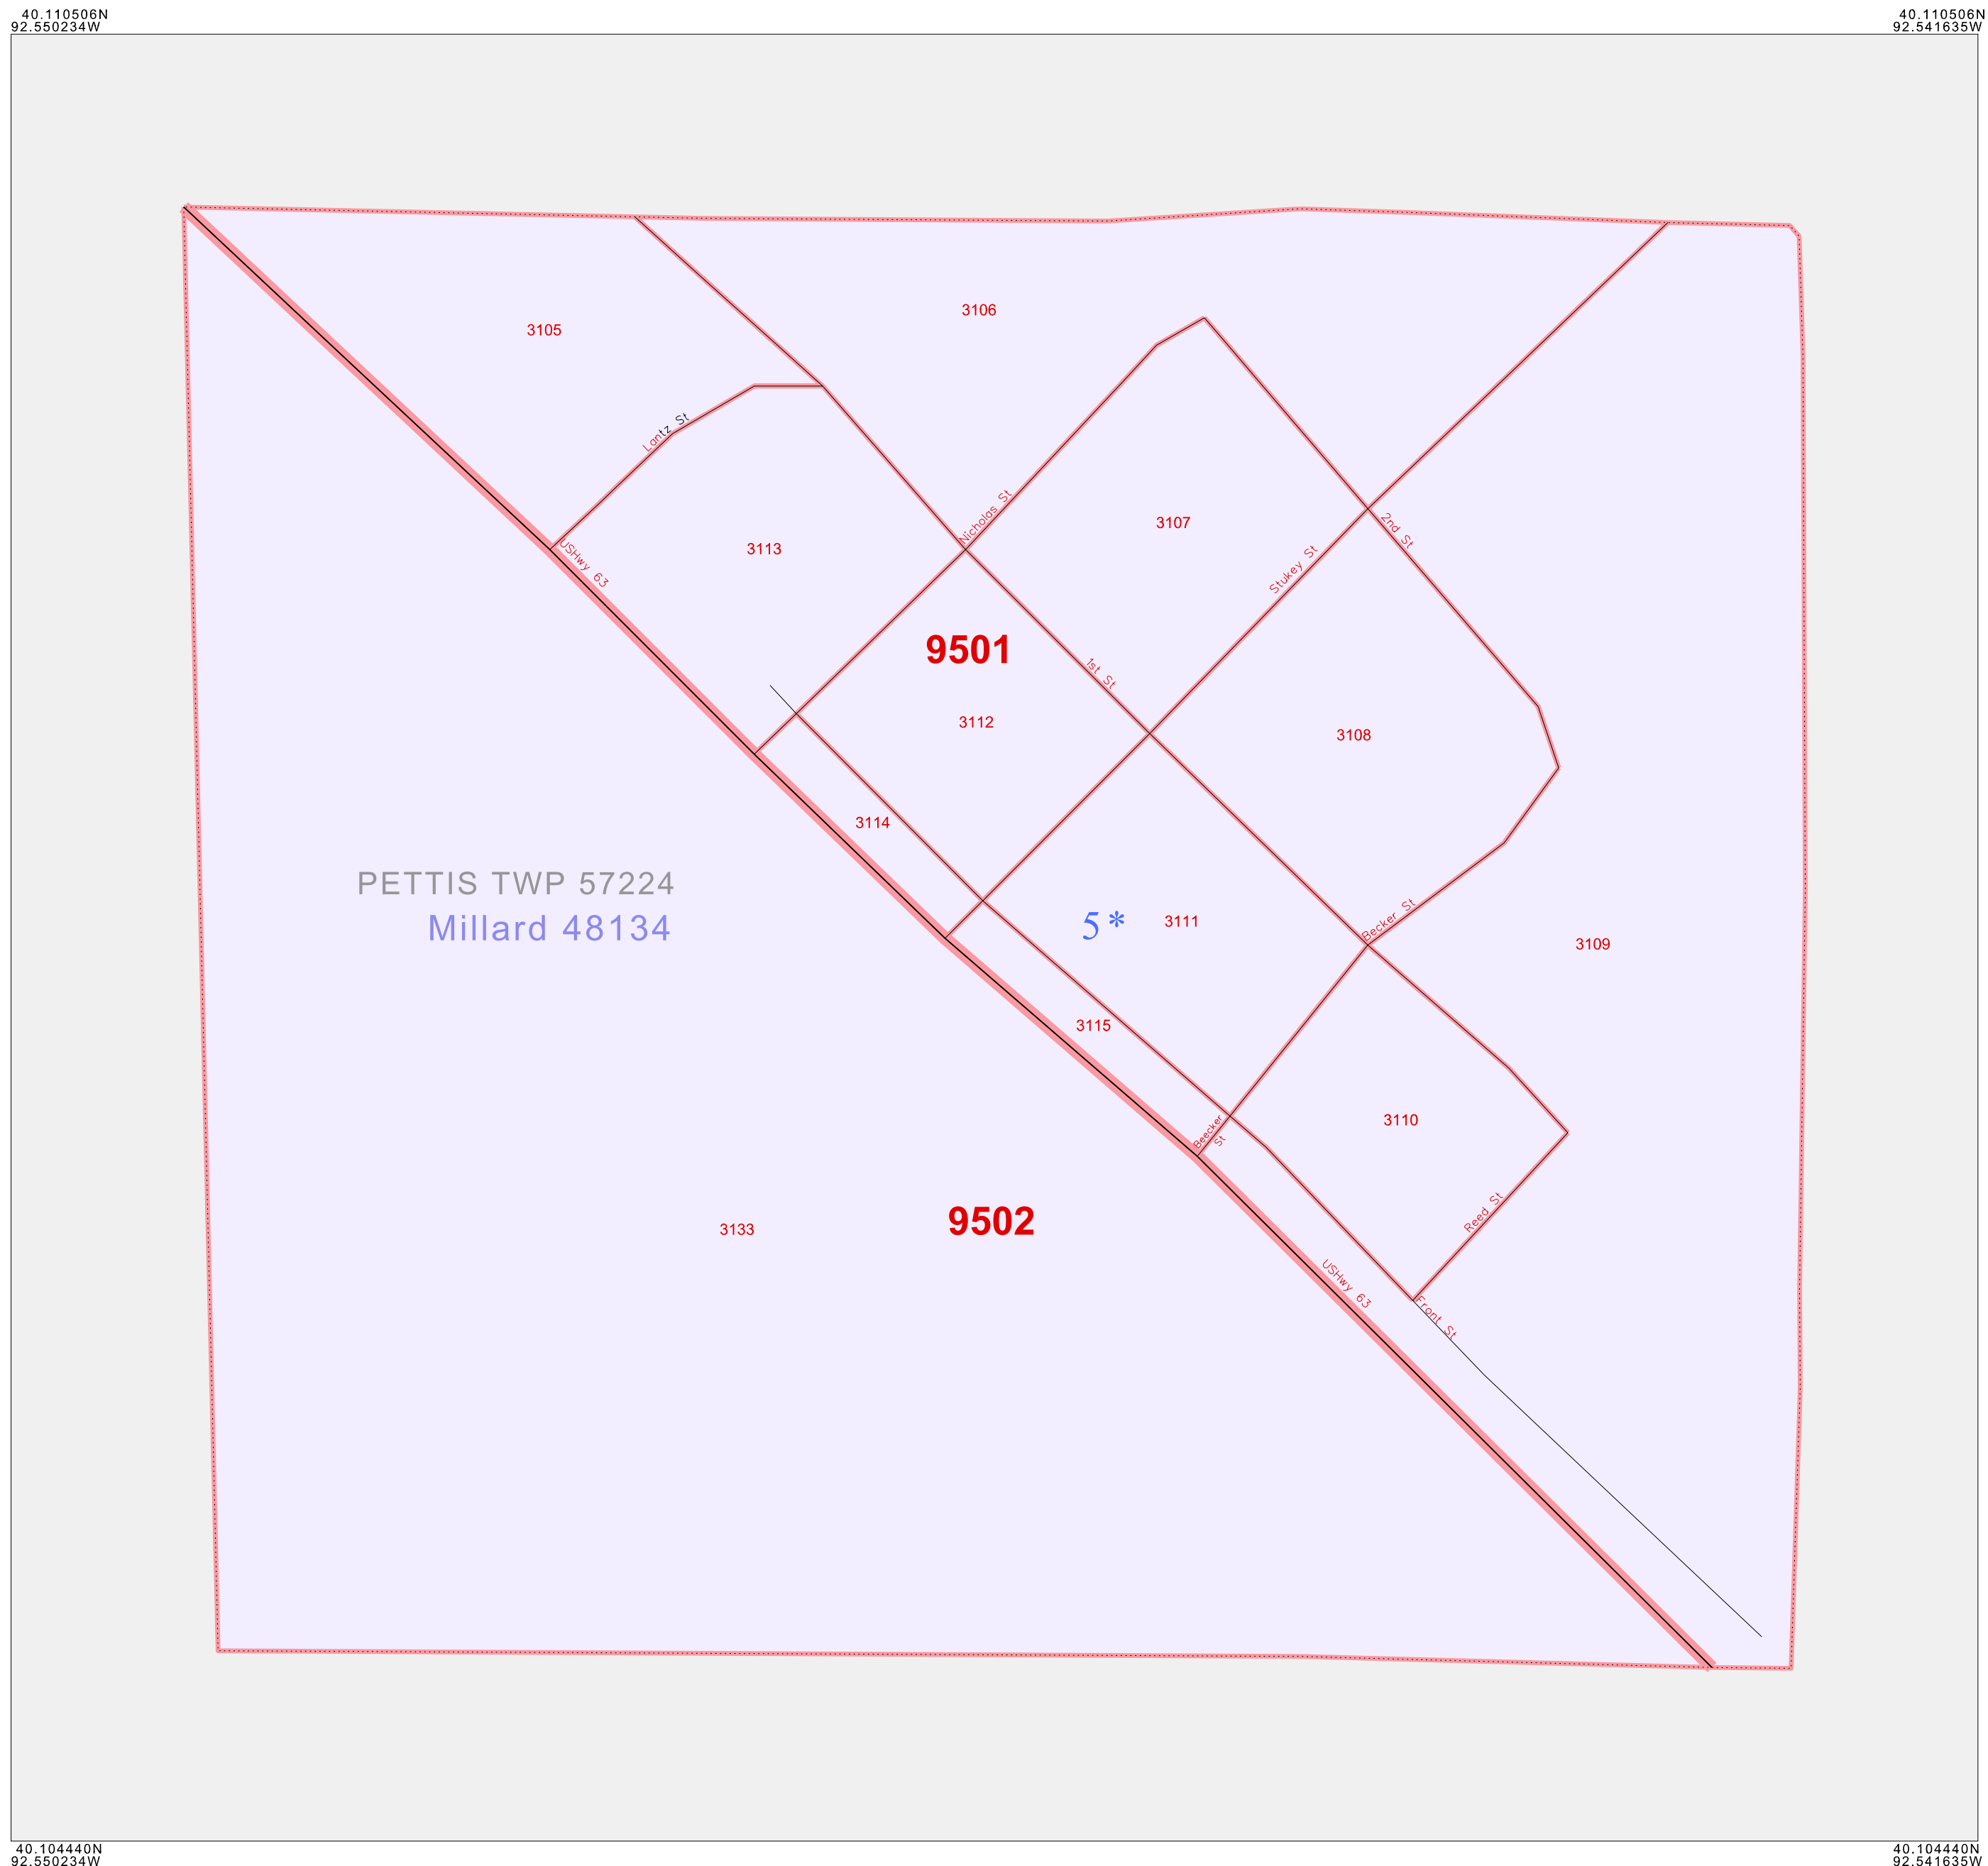 40.110506N
92.550234W
40.110506N
92.541635W
3106
3105
Lantz St
Nicholas St
2nd St
3107
USHwy 63
3113
Stukey St
9501
1st St
3112
3108
3114
PETTIS TWP 57224
Millard 48134
5*
3111
Becker St
3109
3115
Beecker
St
3110
Reed St
9502
3133
USHwy 63
Front St
40.104440N
92.550234W
40.104440N
92.541635W